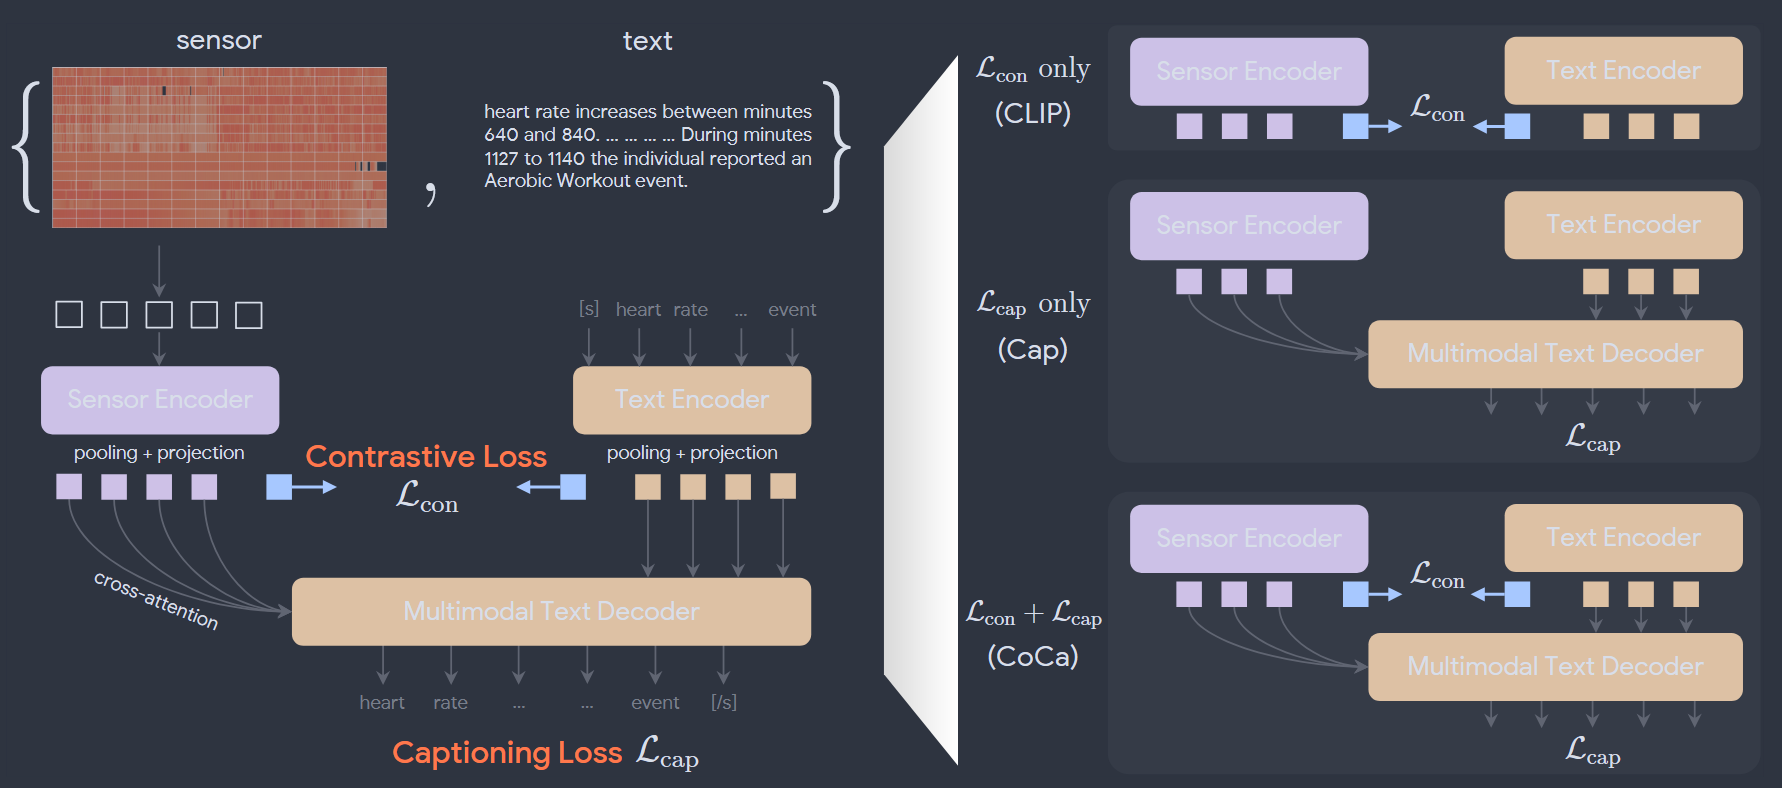 sensor
text
heart rate increases between minutes
640 and 840. ... ... ... ... During minutes
1127 to 1140 the individual reported an
Aerobic Workout event.
{ , }
[s] heart rate ... event
Sensor Encoder
Text Encoder
pooling + projection
pooling + projection
Contrastive Loss
ℒcon
cross-attention
Multimodal Text Decoder
heart rate ... ... event [/s]
Captioning Loss ℒcap
ℒcon only
(CLIP)
Sensor Encoder
Text Encoder
ℒcon
ℒcap only
(Cap)
Sensor Encoder
Text Encoder
Multimodal Text Decoder
ℒcap
ℒcon + ℒcap
(CoCa)
Sensor Encoder
Text Encoder
ℒcon
Multimodal Text Decoder
ℒcap